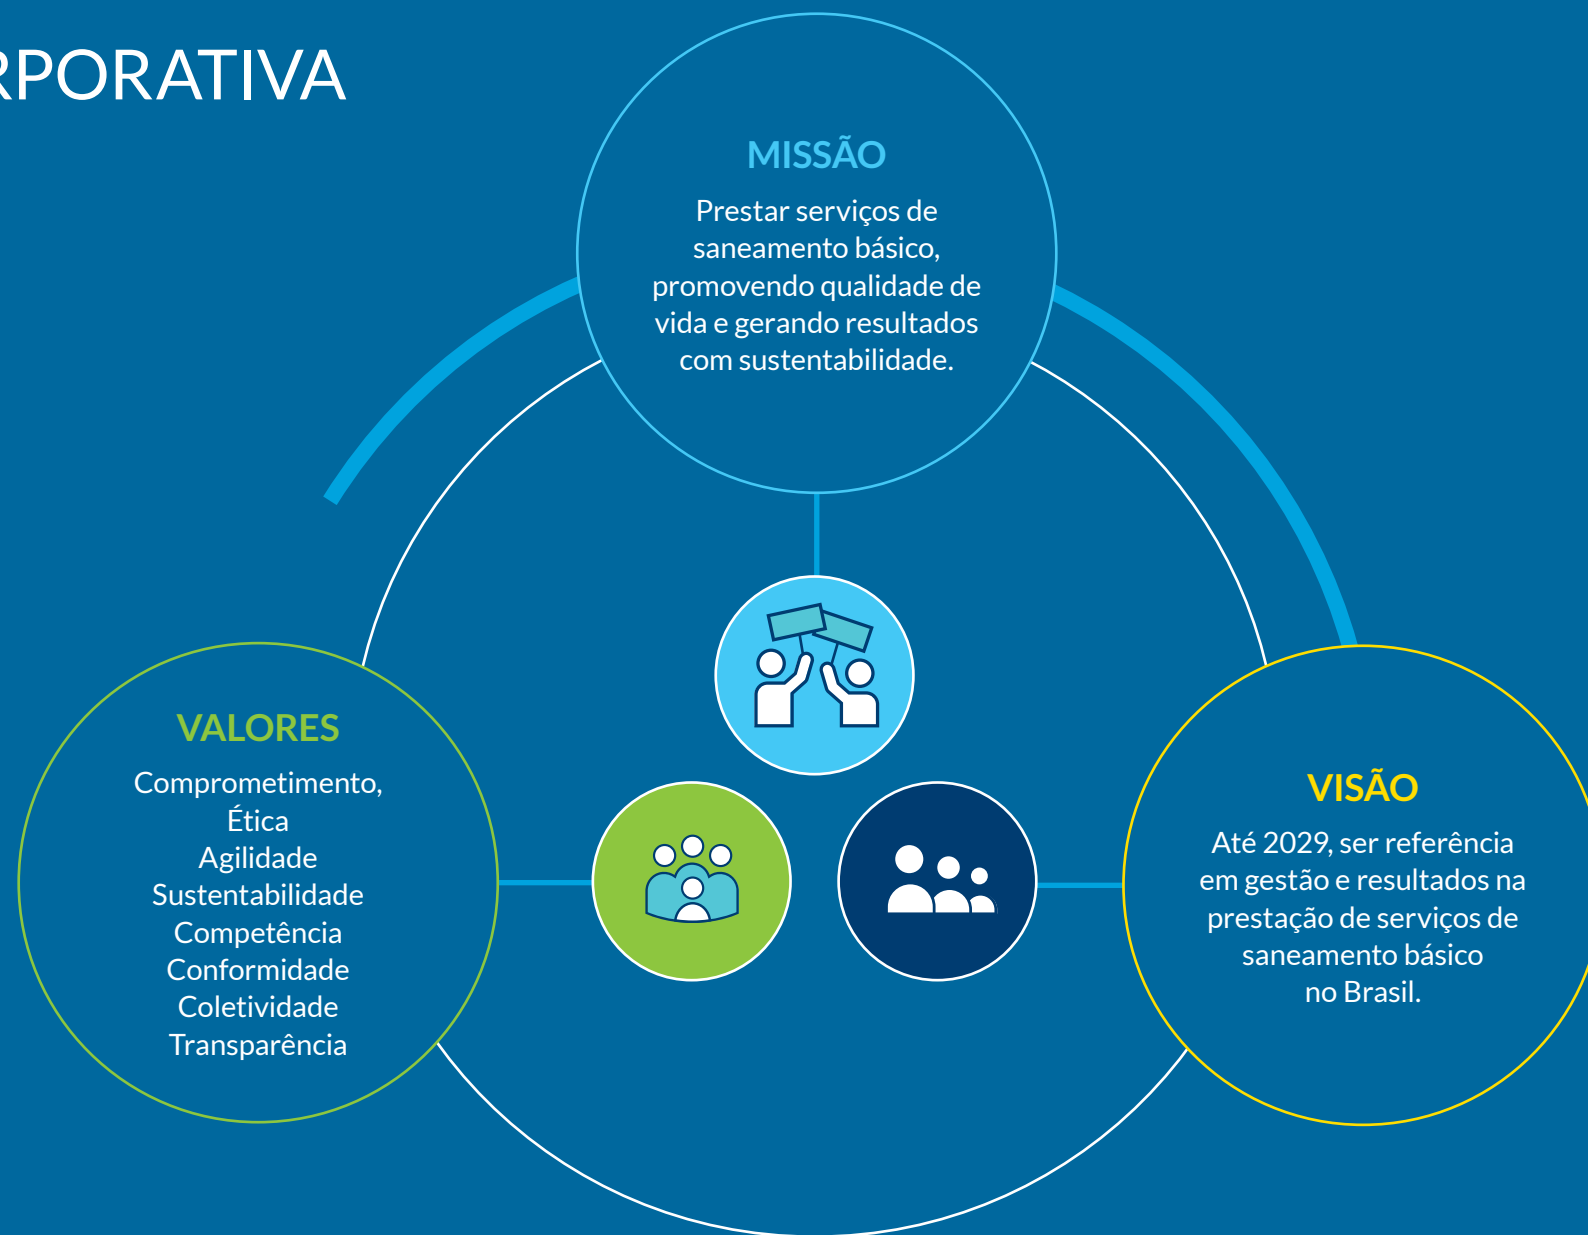 RPORATIVA
MISSÃO
Prestar serviços de
saneamento básico,
promovendo qualidade de
vida e gerando resultados
com sustentabilidade.
VALORES
Comprometimento,
Ética
Agilidade
Sustentabilidade
Competência
Conformidade
Coletividade
Transparência
VISÃO
Até 2029, ser referência
em gestão e resultados na
prestação de serviços de
saneamento básico
no Brasil.